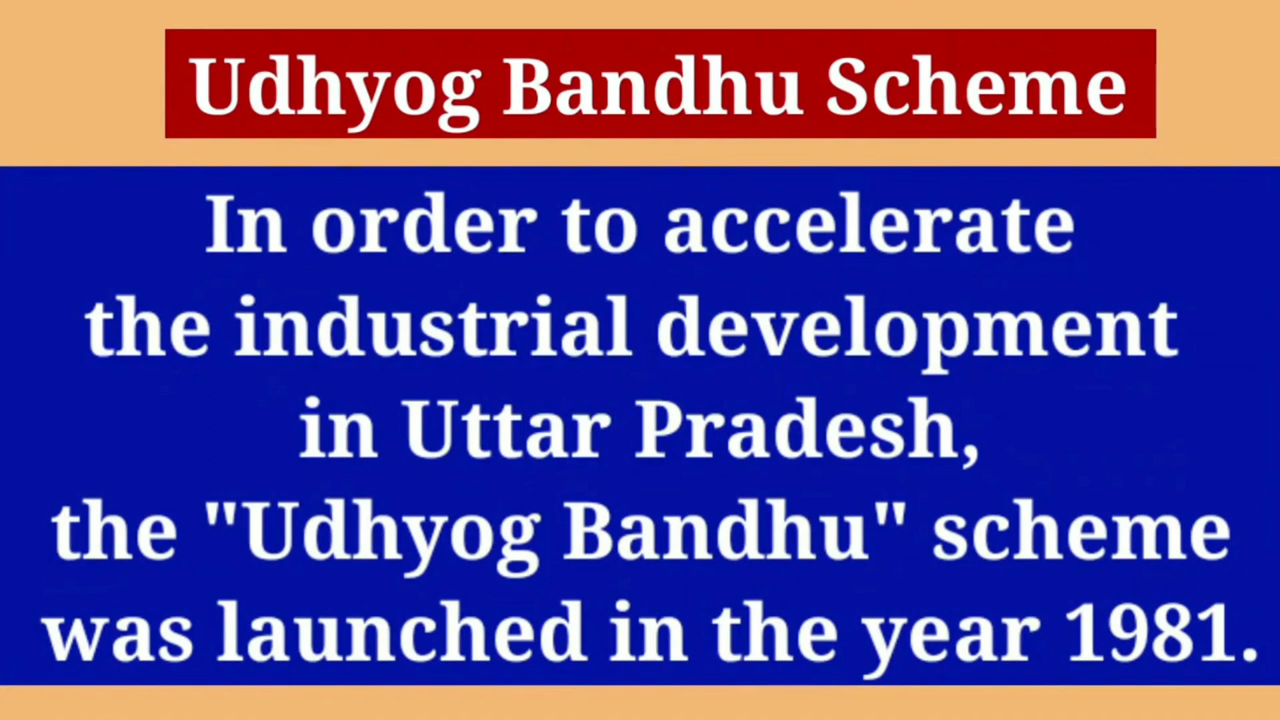 Udhyog Bandhu Scheme
In order to accelerate
the industrial development
in Uttar Pradesh,
the "Udhyog Bandhu" scheme
was launched in the year 1981.